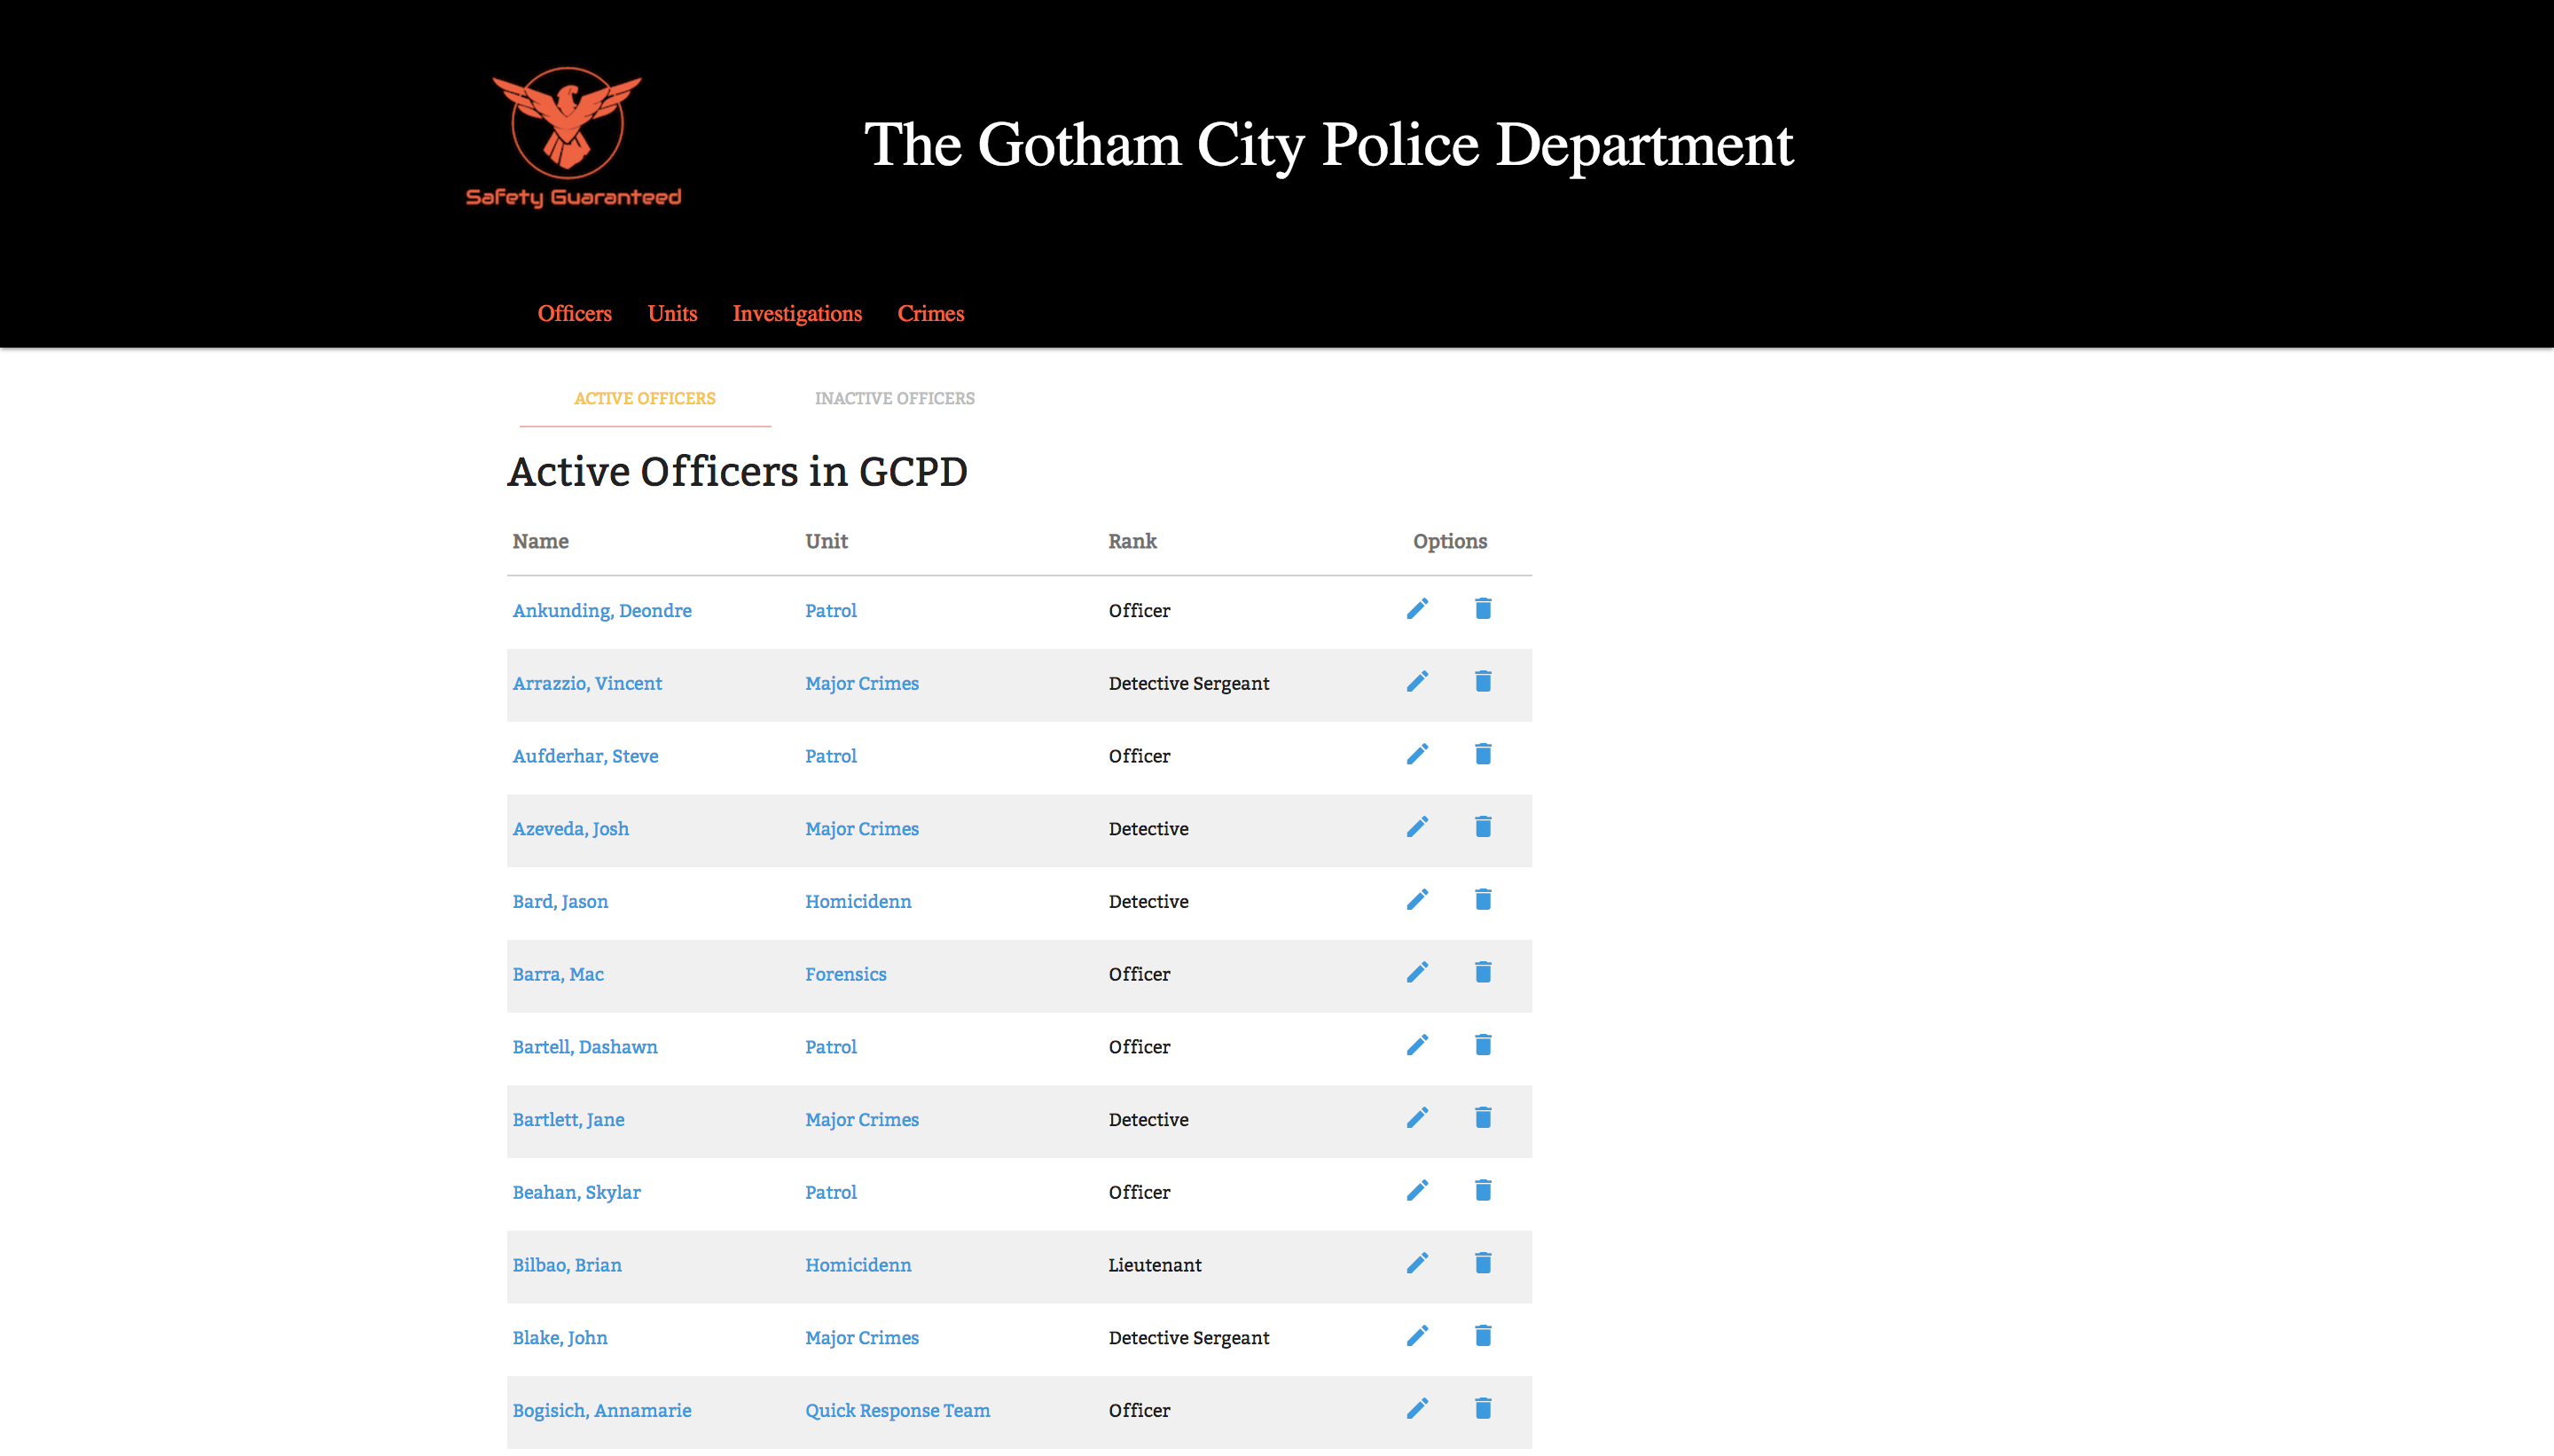 Safety Guaranteed
The Gotham City Police Department
Officers Units Investigations Crimes
ACTIVE OFFICERS INACTIVE OFFICERS
Active Officers in GCPD
Name Unit Rank Options
Ankunding, Deondre Patrol Officer
Arrazzio, Vincent Major Crimes Detective Sergeant
Aufderhar, Steve Patrol Officer
Azeveda, Josh Major Crimes Detective
Bard, Jason Homicidenn Detective
Barra, Mac Forensics Officer
Bartell, Dashawn Patrol Officer
Bartlett, Jane Major Crimes Detective
Beahan, Skylar Patrol Officer
Bilbao, Brian Homicidenn Lieutenant
Blake, John Major Crimes Detective Sergeant
Bogisich, Annamarie Quick Response Team Officer